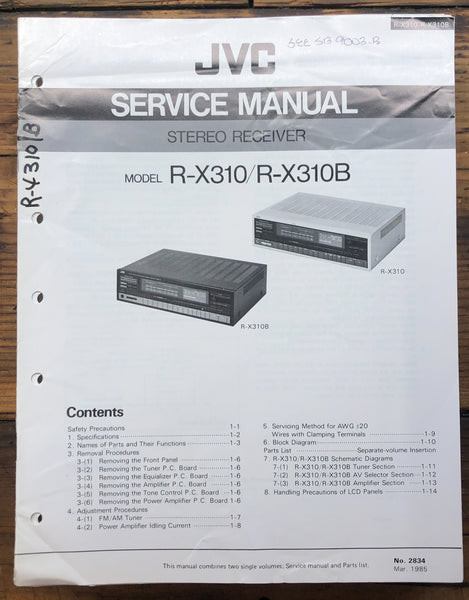 SEE SB 9003.B
R-X310/R-X310B
JVC
SERVICE MANUAL
STEREO RECEIVER
MODEL R-X310/R-X310B
R-X310/B
R-X310
R-X310B
Contents
Safety Precautions 1-1
1. Specifications 1-2
2. Names of Parts and Their Functions 1-3
3. Removal Procedures
3-(1) Removing the Front Panel 1-6
3-(2) Removing the Tuner P.C. Board 1-6
3-(3) Removing the Equalizer P.C. Board 1-6
3-(4) Removing the Amplifier P.C. Board 1-6
3-(5) Removing the Tone Control P.C. Board 1-6
3-(6) Removing the Power Amplifier P.C. Board 1-6
4. Adjustment Procedures
4-(1) FM/AM Tuner 1-7
4-(2) Power Amplifier Idling Current 1-8
5. Servicing Method for AWG #20
Wires with Clamping Terminals 1-9
6. Block Diagram 1-10
Parts List Separate-volume Insertion
7. R-X310/R-X310B Schematic Diagrams
7-(1) R-X310/R-X310B Tuner Section 1-11
7-(2) R-X310/R-X310B AV Selector Section 1-12
7-(3) R-X310/R-X310B Amplifier Section 1-13
8. Handling Precautions of LCD Panels 1-14
This manual combines two single volumes, Service manual and Parts list.
No. 2834
Mar. 1985